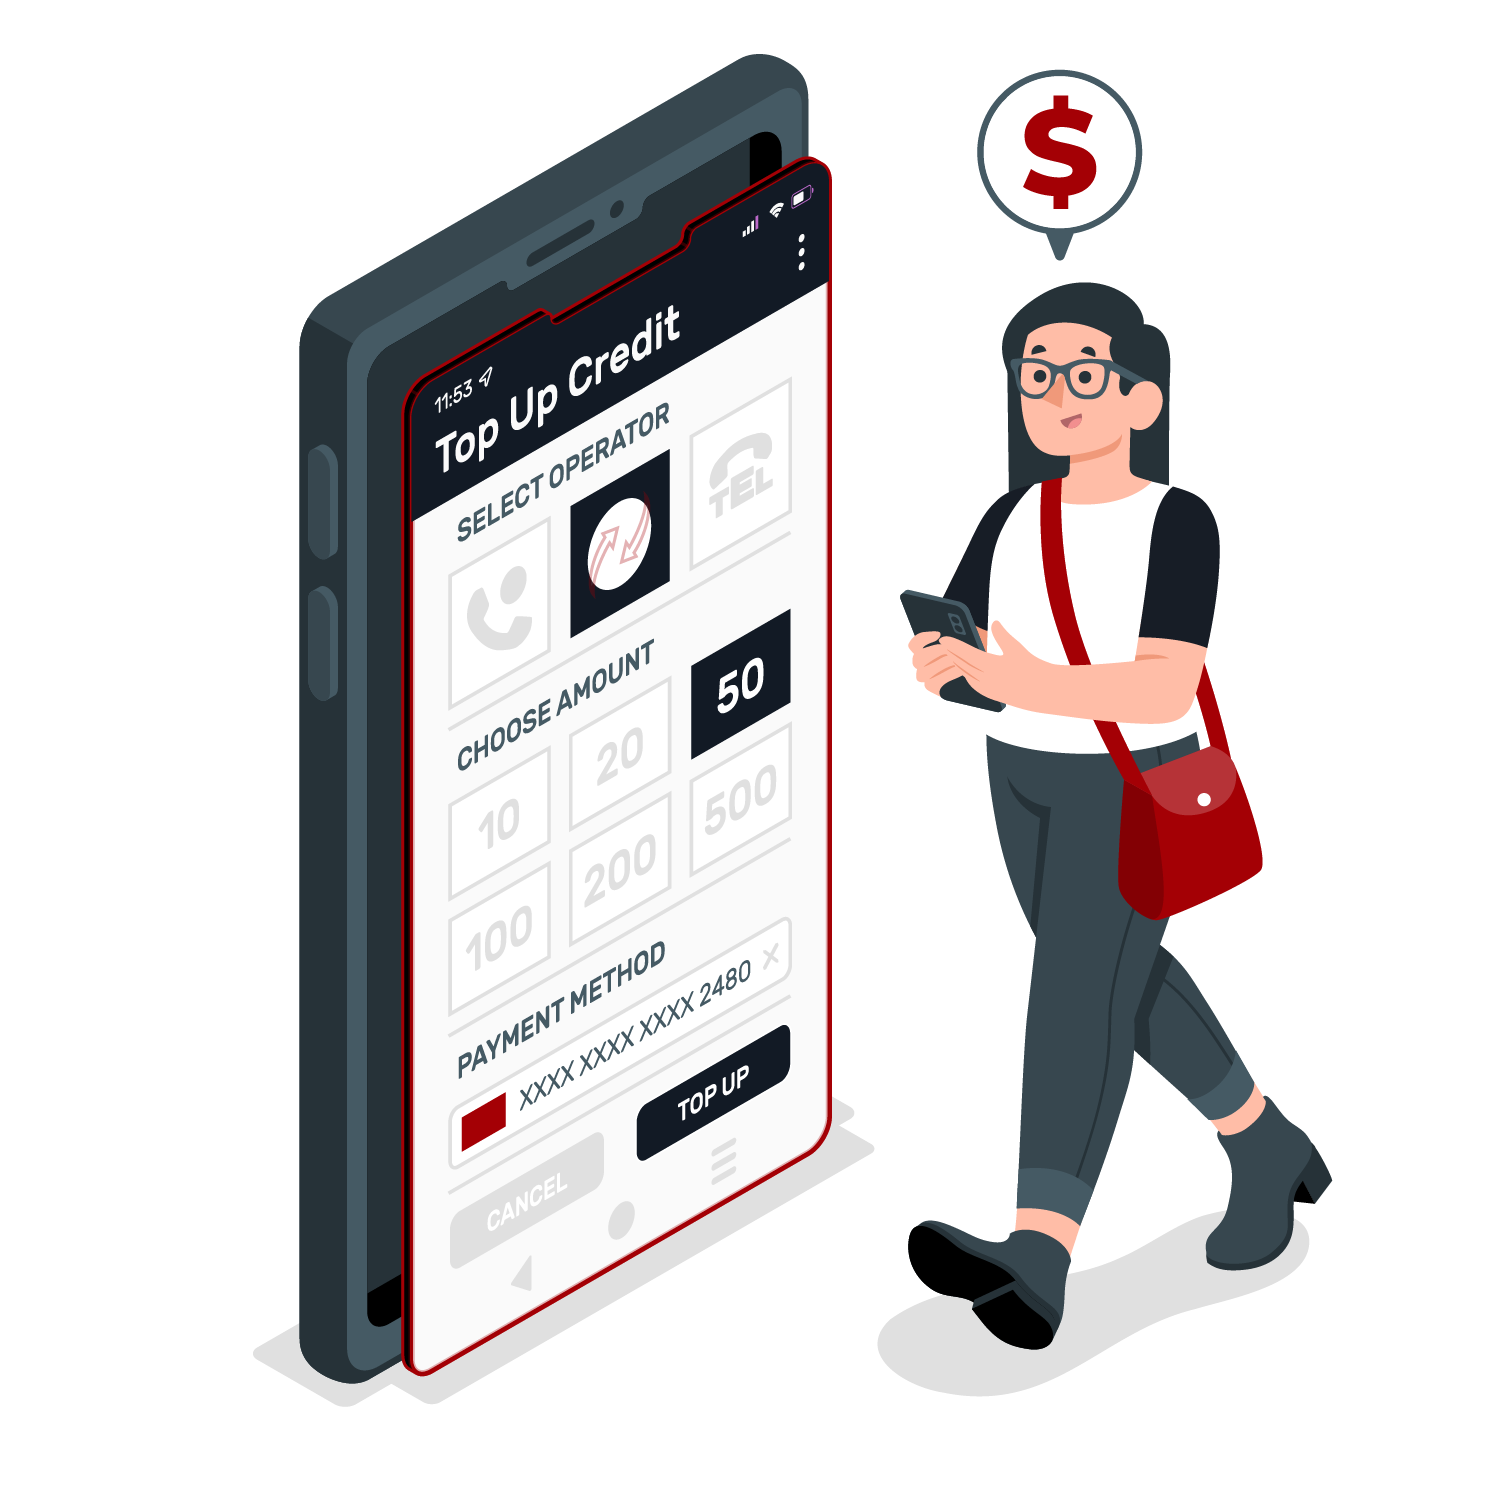 $
11:53
Top Up Credit
SELECT OPERATOR
TEL
CHOOSE AMOUNT
10 20 50
100 200 500
PAYMENT METHOD
XXXX XXXX XXXX 2480 X
CANCEL TOP UP